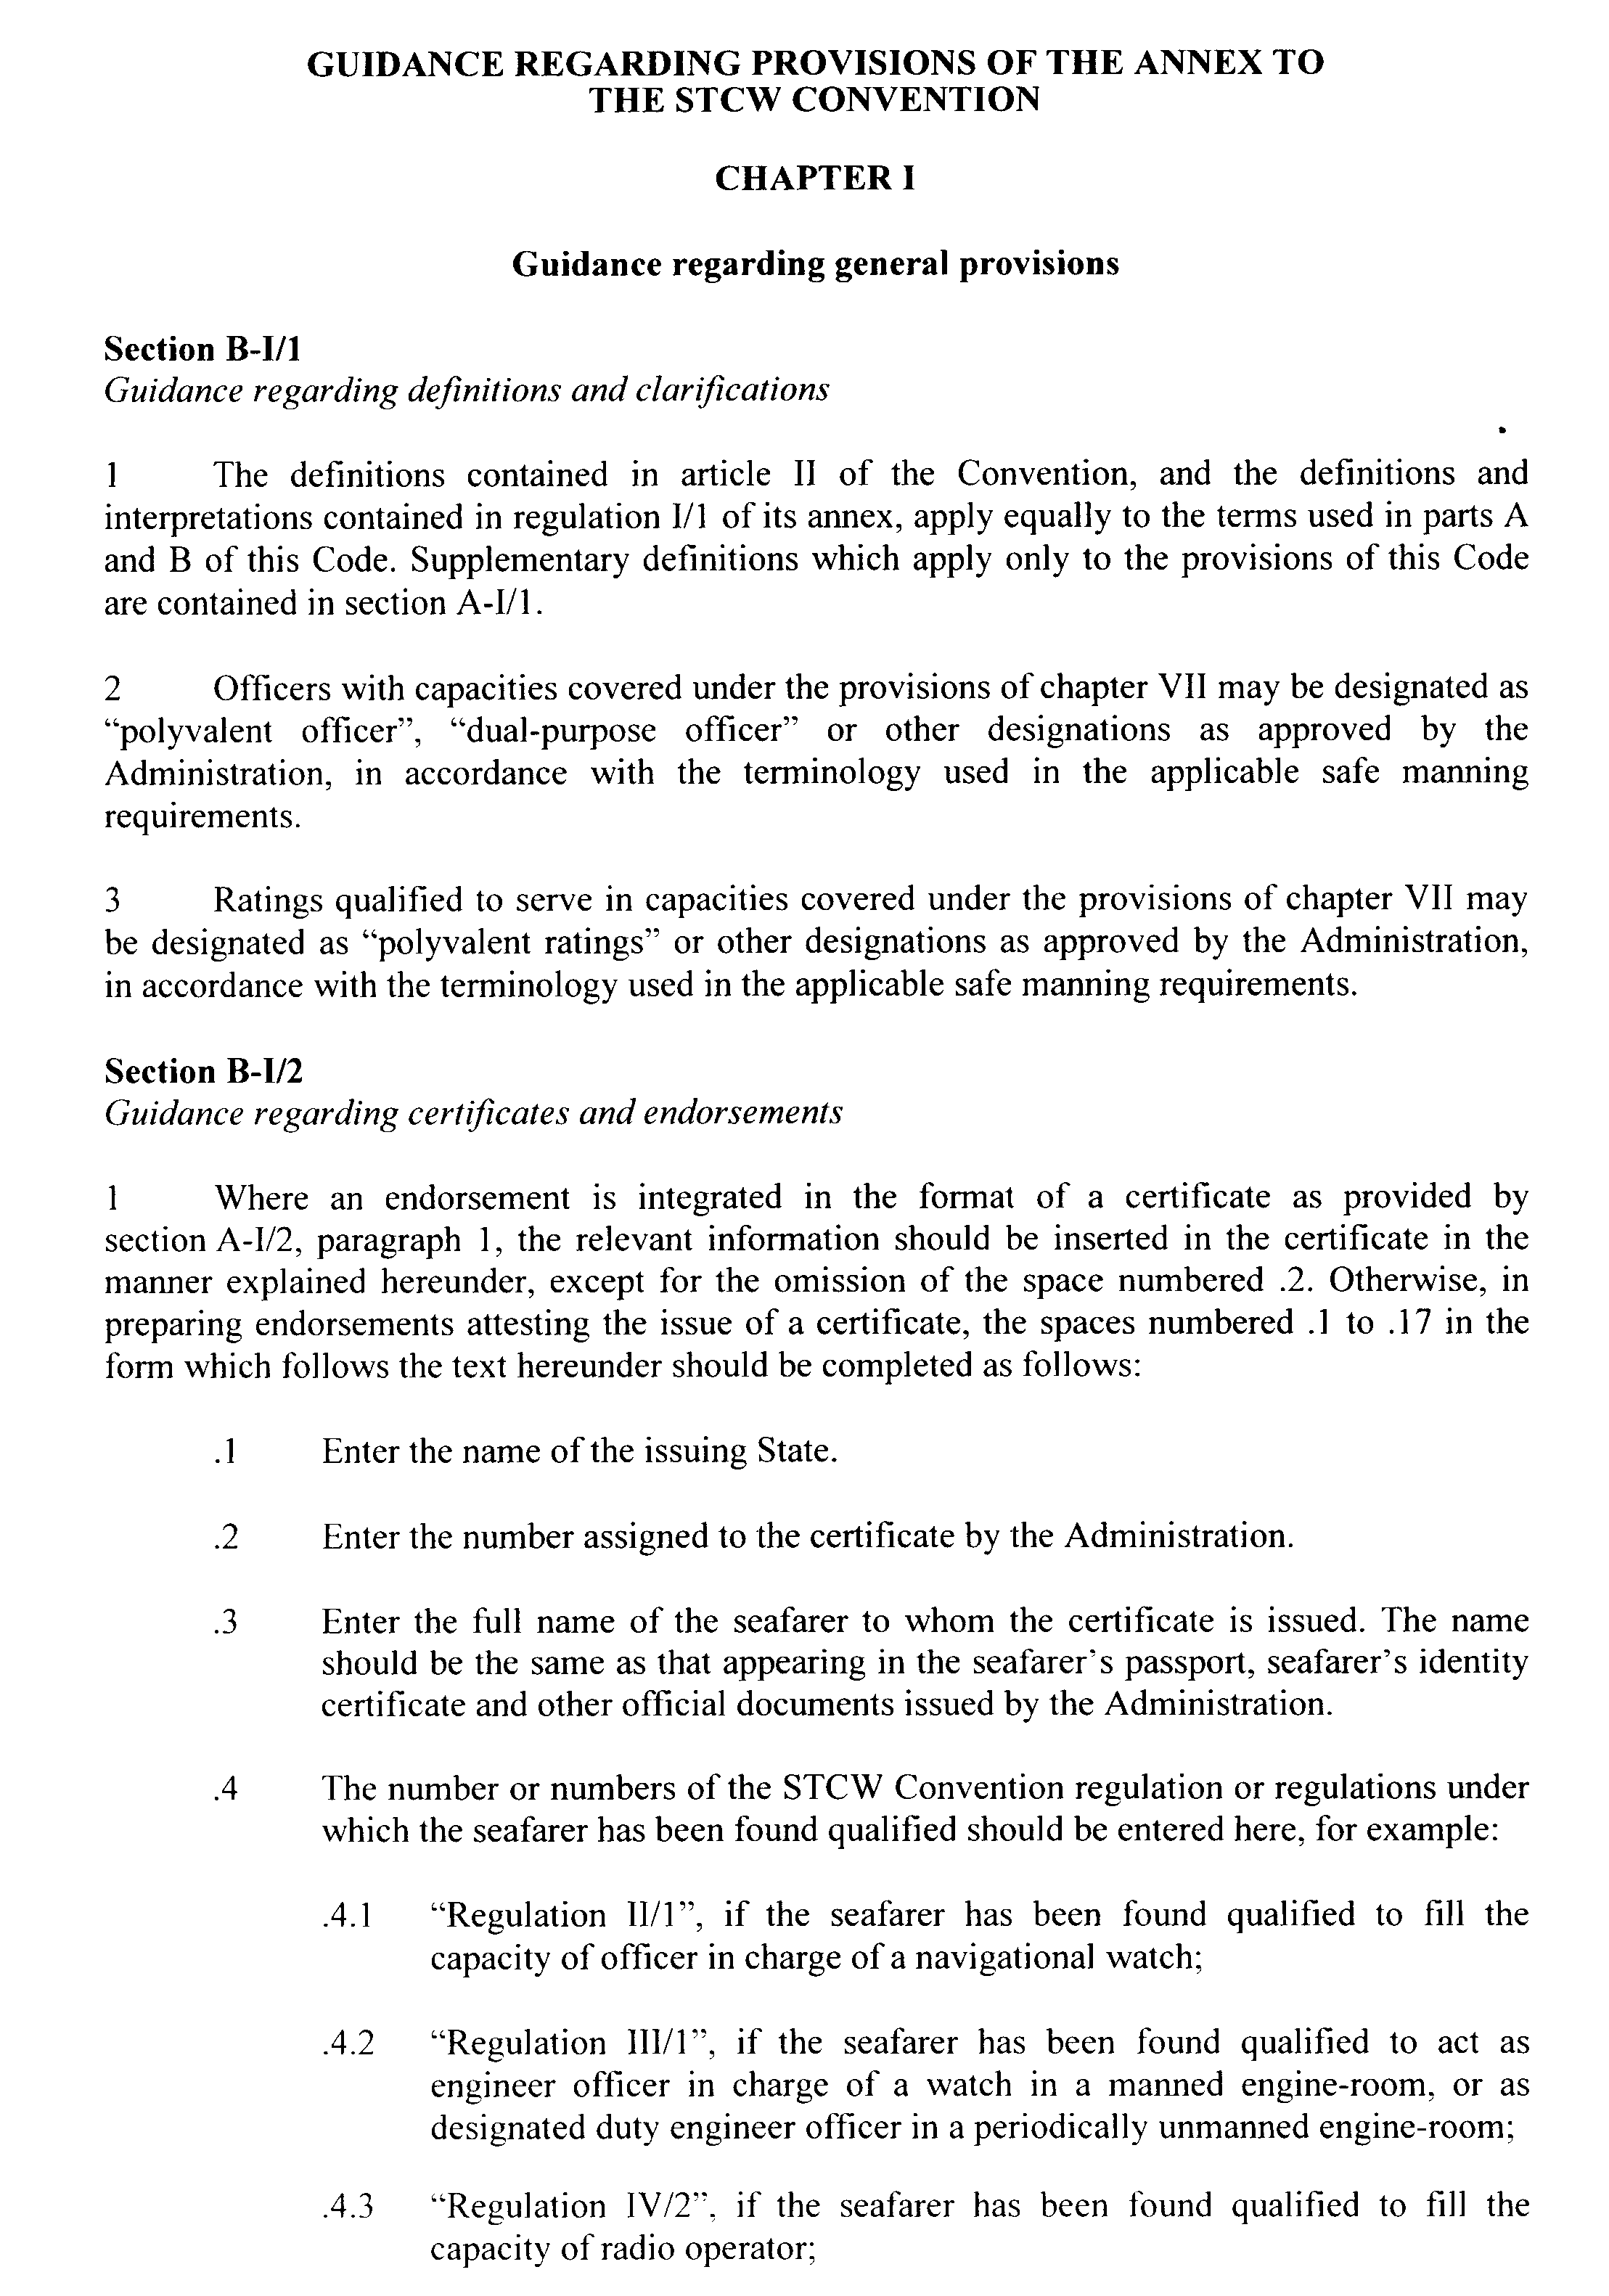 GUIDANCE REGARDING PROVISIONS OF THE ANNEX TO
THE STCW CONVENTION
CHAPTER I
Guidance regarding general provisions
Section B-I/1
Guidance regarding definitions and clarifications
1 The definitions contained in article II of the Convention, and the definitions and
interpretations contained in regulation I/1 of its annex, apply equally to the terms used in parts A
and B of this Code. Supplementary definitions which apply only to the provisions of this Code
are contained in section A-I/1.
2 Officers with capacities covered under the provisions of chapter VII may be designated as
“polyvalent officer”, “dual-purpose officer” or other designations as approved by the
Administration, in accordance with the terminology used in the applicable safe manning
requirements.
3 Ratings qualified to serve in capacities covered under the provisions of chapter VII may
be designated as “polyvalent ratings” or other designations as approved by the Administration,
in accordance with the terminology used in the applicable safe manning requirements.
Section B-I/2
Guidance regarding certificates and endorsements
1 Where an endorsement is integrated in the format of a certificate as provided by
section A-I/2, paragraph 1, the relevant information should be inserted in the certificate in the
manner explained hereunder, except for the omission of the space numbered .2. Otherwise, in
preparing endorsements attesting the issue of a certificate, the spaces numbered .1 to .17 in the
form which follows the text hereunder should be completed as follows:
.1 Enter the name of the issuing State.
.2 Enter the number assigned to the certificate by the Administration.
.3 Enter the full name of the seafarer to whom the certificate is issued. The name
should be the same as that appearing in the seafarer’s passport, seafarer’s identity
certificate and other official documents issued by the Administration.
.4 The number or numbers of the STCW Convention regulation or regulations under
which the seafarer has been found qualified should be entered here, for example:
.4.1 “Regulation II/1”, if the seafarer has been found qualified to fill the
capacity of officer in charge of a navigational watch;
.4.2 “Regulation III/1”, if the seafarer has been found qualified to act as
engineer officer in charge of a watch in a manned engine-room, or as
designated duty engineer officer in a periodically unmanned engine-room;
.4.3 “Regulation IV/2”, if the seafarer has been found qualified to fill the
capacity of radio operator;